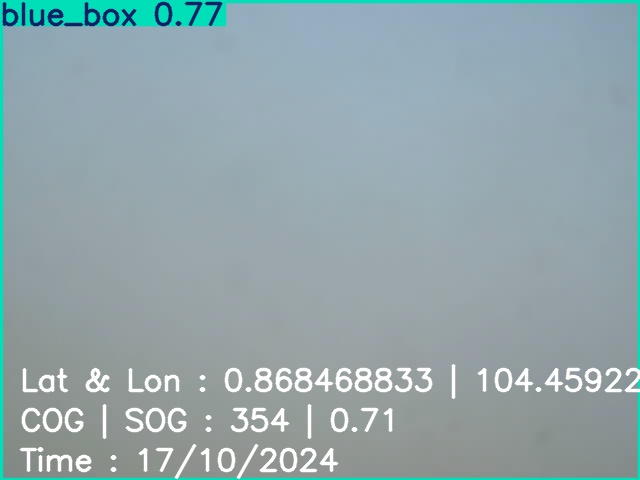 blue_box 0.77
Lat & Lon : 0.868468833 | 104.45922
COG | SOG : 354 | 0.71
Time : 17/10/2024